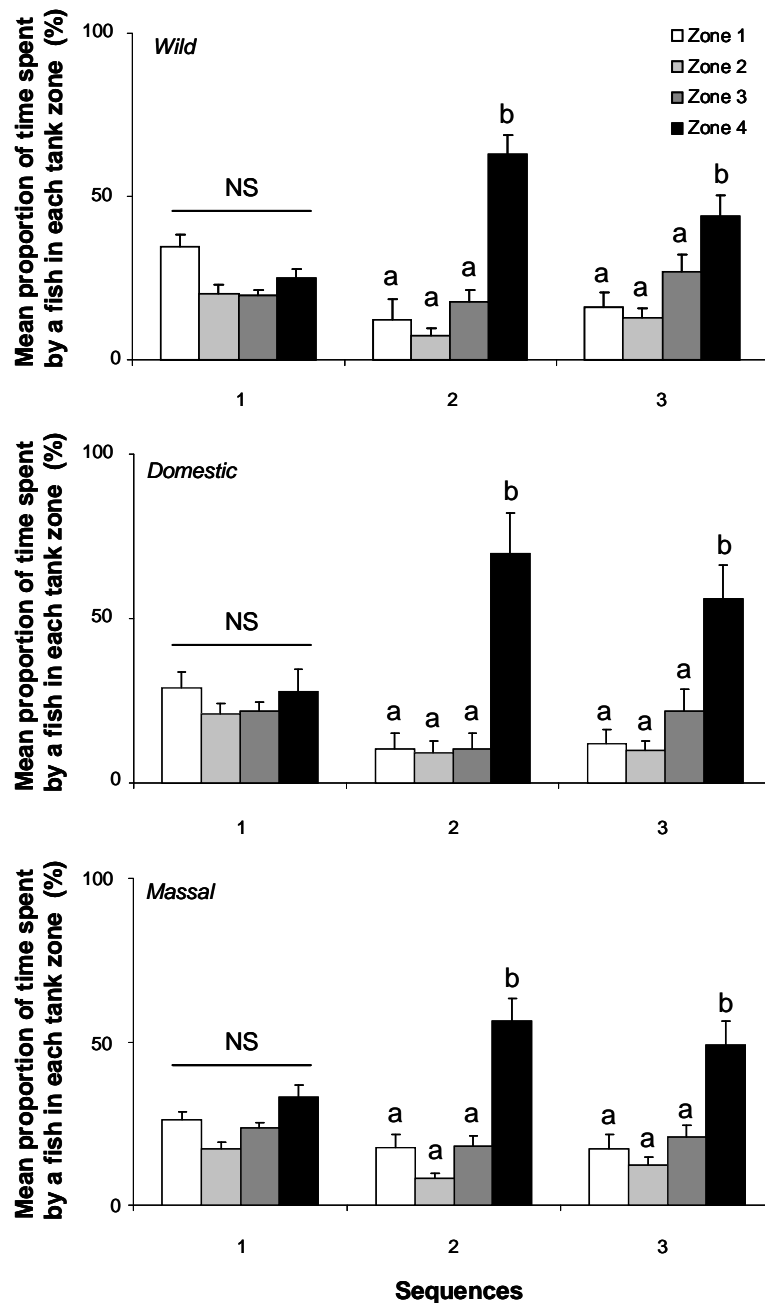 Mean proportion of time spent
by a fish in each tank zone (%)
100
50
0
Wild
Zone 1
Zone 2
Zone 3
Zone 4
NS
a
a
a
b
a
a
a
b
1
2
3
Mean proportion of time spent
by a fish in each tank zone (%)
100
50
0
Domestic
NS
a
a
a
b
a
a
a
b
1
2
3
Mean proportion of time spent
by a fish in each tank zone (%)
100
50
0
Massal
NS
a
a
a
b
a
a
a
b
1
2
3
Sequences